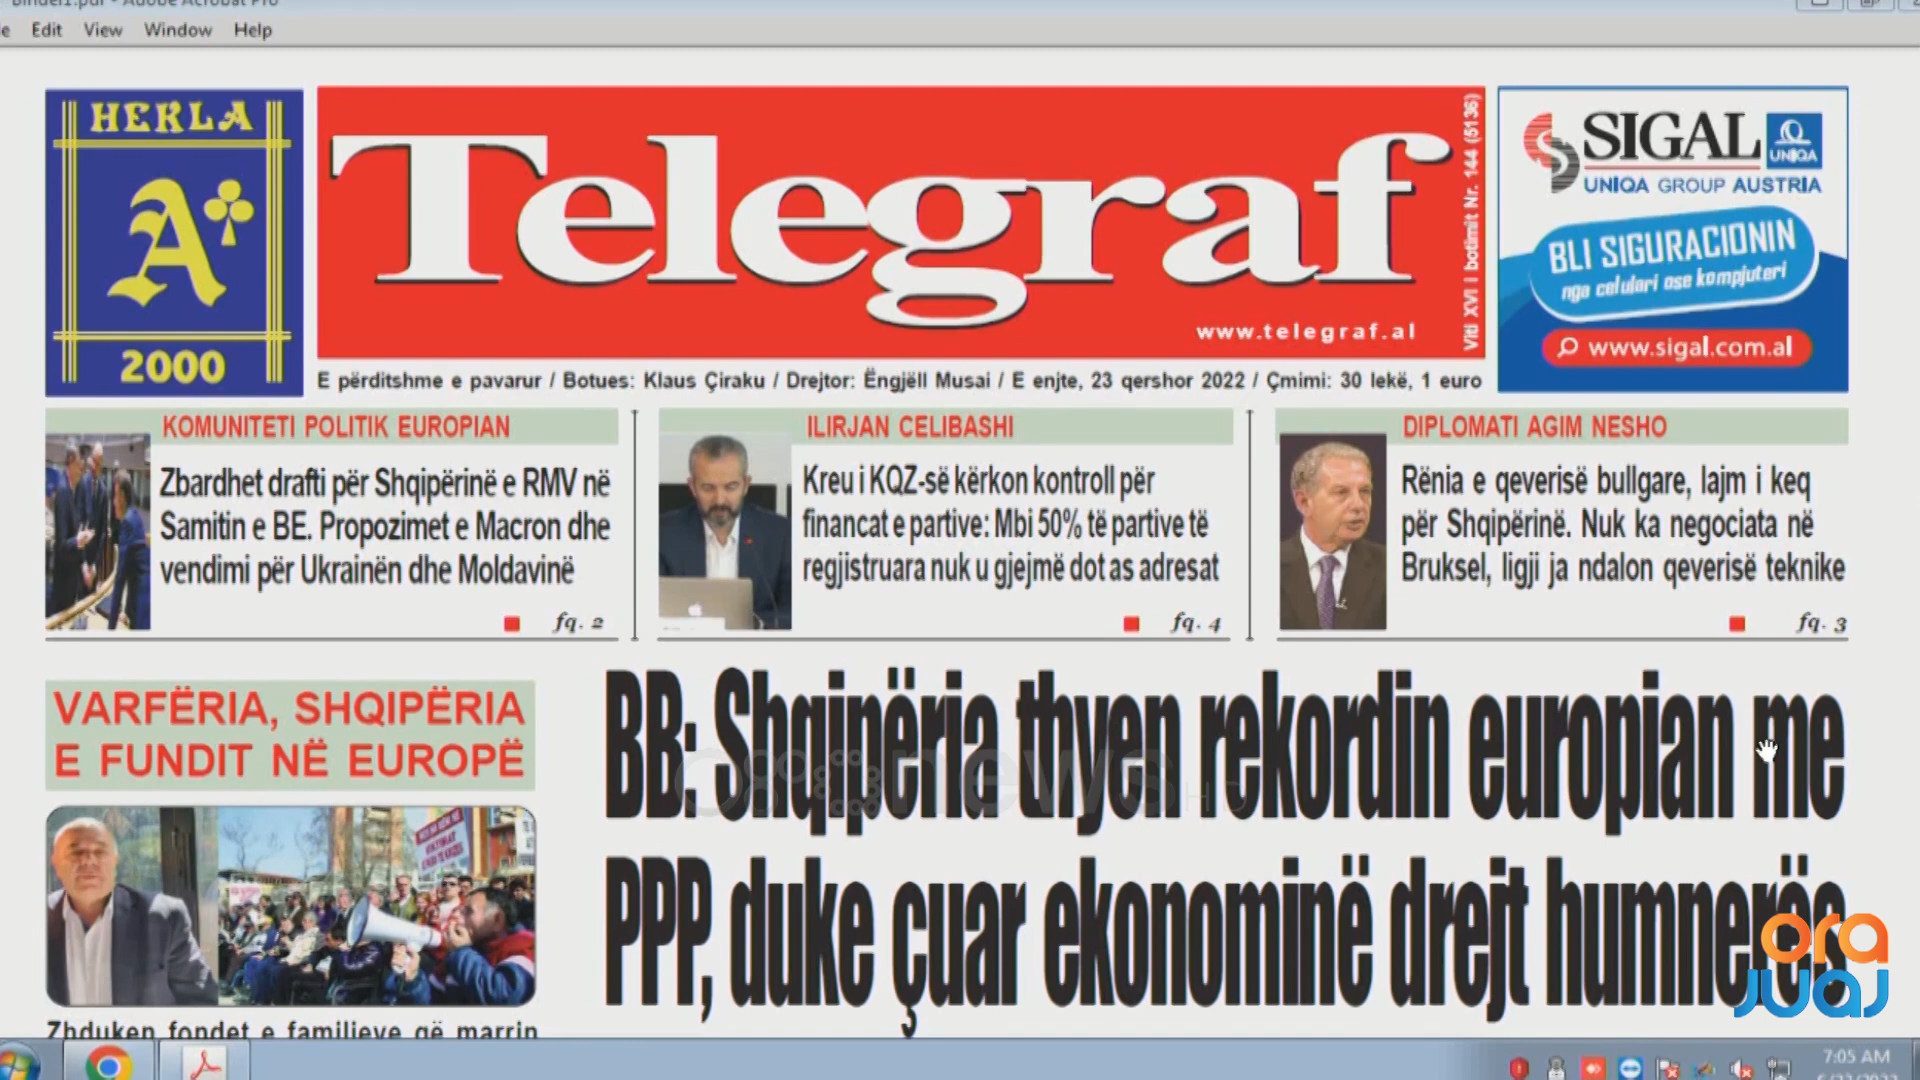 Edit View Window Help
HEKLA
A
2000
Telegraf
www.telegraf.al
Viti XVI i botimit Nr. 144 (5136)
SIGAL
UNIQA
UNIQA GROUP AUSTRIA
BLI SIGURACIONIN
nga celulari ose kompjuteri
www.sigal.com.al
E përditshme e pavarur / Botues: Klaus Çiraku / Drejtor: Ëngjëll Musai / E enjte, 23 qershor 2022 / Çmimi: 30 lekë, 1 euro
KOMUNITETI POLITIK EUROPIAN
Zbardhet drafti për Shqipërinë e RMV në
Samitin e BE. Propozimet e Macron dhe
vendimi për Ukrainën dhe Moldavinë
fq. 2
ILIRJAN CELIBASHI
Kreu i KQZ-së kërkon kontroll për
financat e partive: Mbi 50% të partive të
regjistruara nuk u gjejmë dot as adresat
fq. 4
DIPLOMATI AGIM NESHO
Rënia e qeverisë bullgare, lajm i keq
për Shqipërinë. Nuk ka negociata në
Bruksel, ligji ja ndalon qeverisë teknike
fq. 3
VARFËRIA, SHQIPËRIA
E FUNDIT NË EUROPË
BB: Shqipëria thyen rekordin europian me
PPP, duke çuar ekonominë drejt humnerës
news HD
ora
juaj
Zhduken fondet e familjeve që marrin
7:05 AM